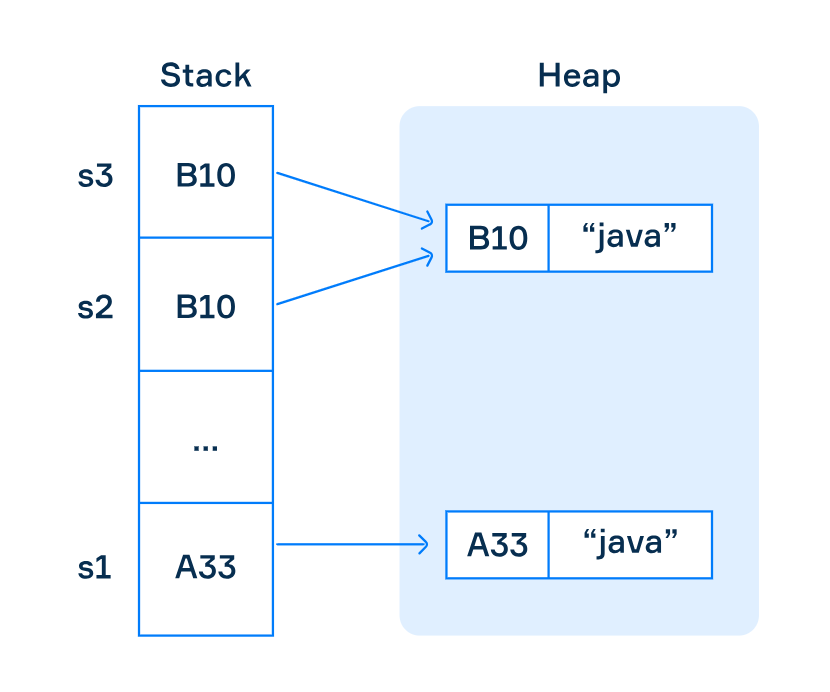 Stack
Heap
s3
B10
B10
“java”
s2
B10
...
s1
A33
A33
“java”